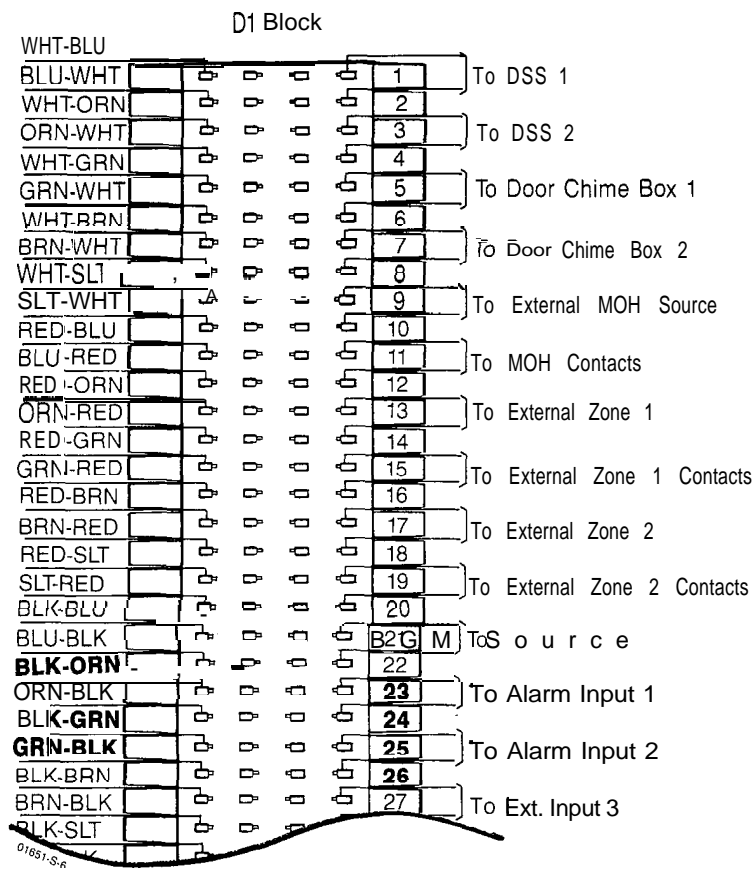 D1 Block
WHT-BLU
BLU-WHT 1 To DSS 1
WHT-ORN 2
ORN-WHT 3 To DSS 2
WHT-GRN 4
GRN-WHT 5 To Door Chime Box 1
WHT-BRN 6
BRN-WHT 7 To Door Chime Box 2
WHT-SLT 8
SLT-WHT 9 To External MOH Source
RED-BLU 10
BLU-RED 11 To MOH Contacts
RED-ORN 12
ORN-RED 13 To External Zone 1
RED-GRN 14
GRN-RED 15 To External Zone 1 Contacts
RED-BRN 16
BRN-RED 17 To External Zone 2
RED-SLT 18
SLT-RED 19 To External Zone 2 Contacts
BLK-BLU 20
BLU-BLK B21G M To Source
BLK-ORN 22
ORN-BLK 23 To Alarm Input 1
BLK-GRN 24
GRN-BLK 25 To Alarm Input 2
BLK-BRN 26
BRN-BLK 27 To Ext. Input 3
BLK-SLT
01651-S-6